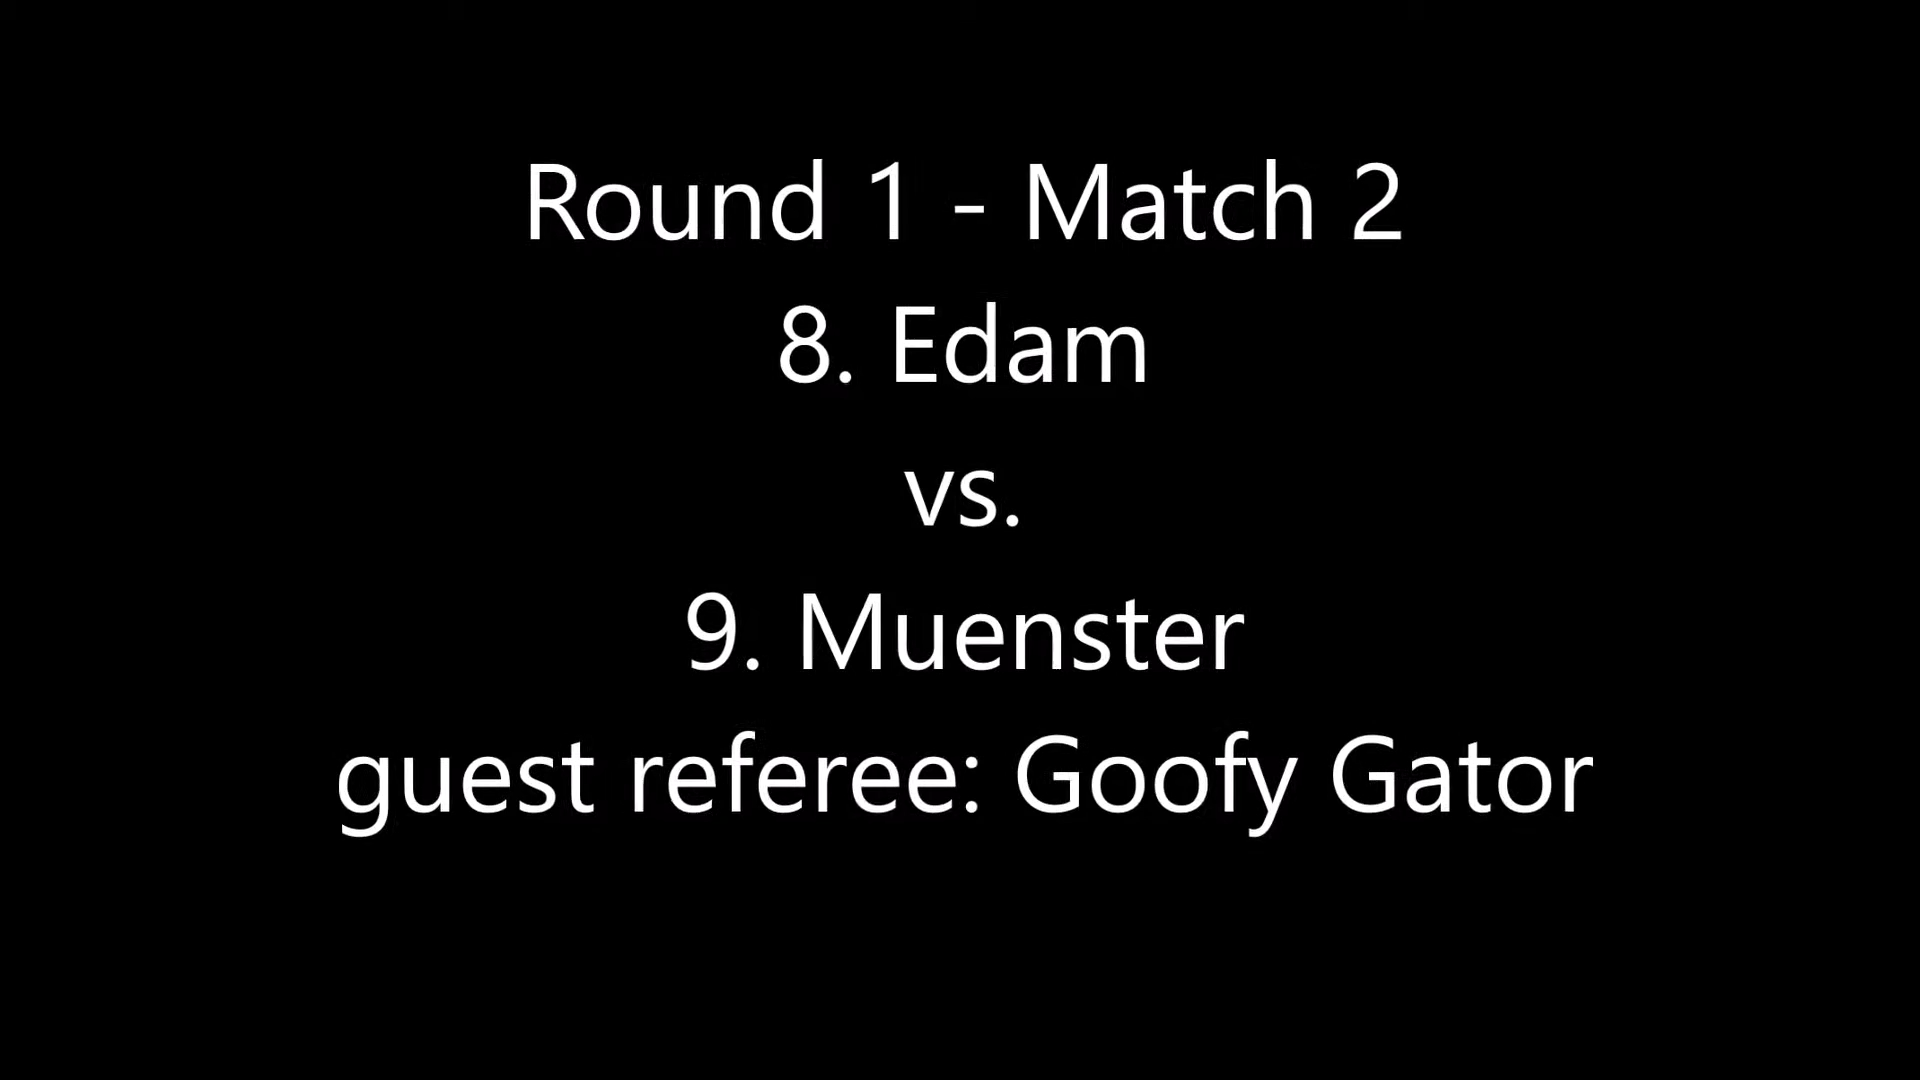 Round 1 - Match 2
8. Edam
vs.
9. Muenster
guest referee: Goofy Gator